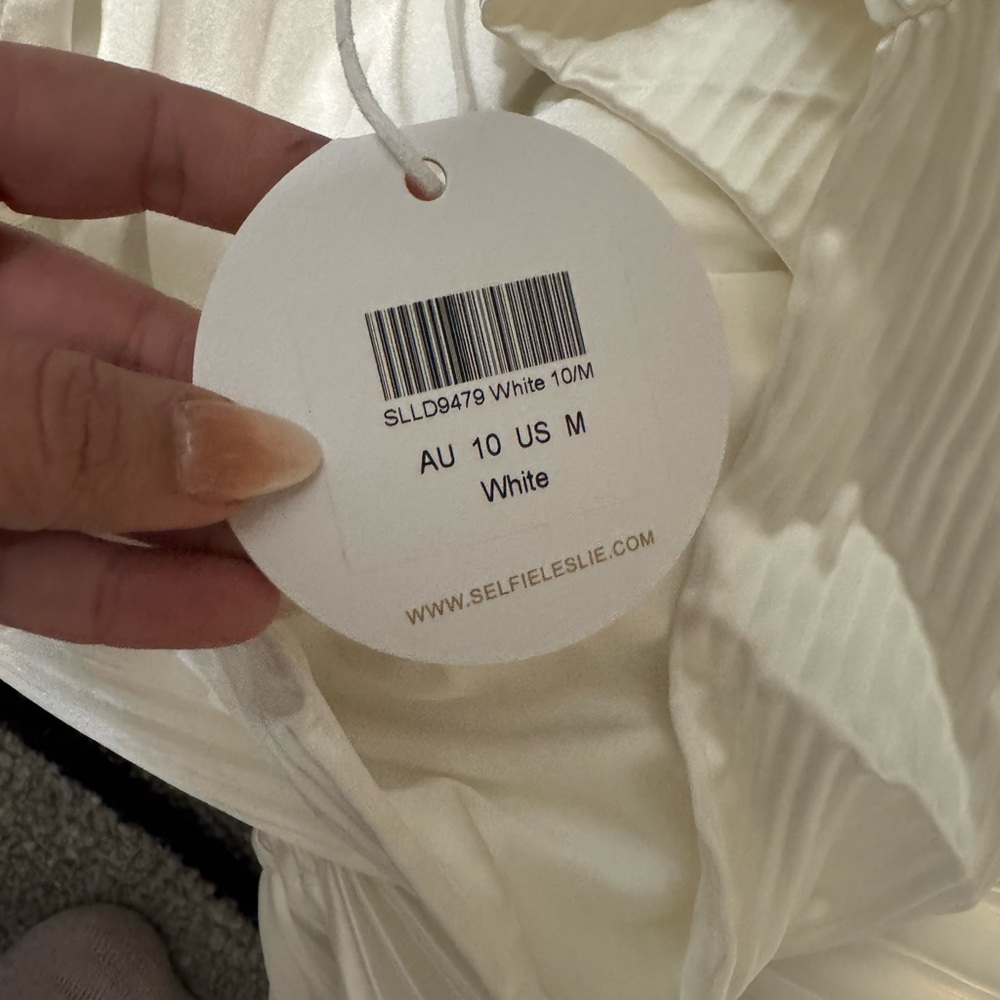 SLLD9479 White 10/M
AU 10 US M
White
WWW.SELFIELESLIE.COM